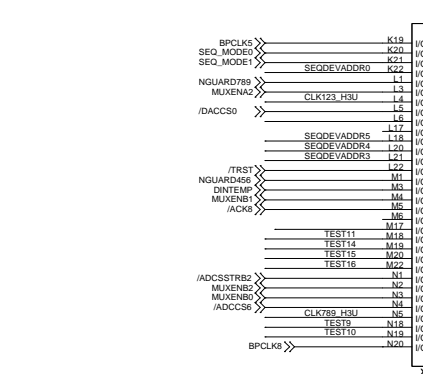 BPCLK5 K19 I/O
SEQ_MODE0 K20 I/O
SEQ_MODE1 K21 I/O
SEQDEVADDR0 K22 I/O
NGUARD789 L1 I/O
MUXENA2 L3 I/O
CLK123_H3U L4 I/O
/DACCS0 L5 I/O
L6 I/O
L17 I/O
SEQDEVADDR5 L18 I/O
SEQDEVADDR4 L20 I/O
SEQDEVADDR3 L21 I/O
/TRST L22 I/O
NGUARD456 M1 I/O
DINTEMP M3 I/O
MUXENB1 M4 I/O
/ACK8 M5 I/O
M6 I/O
M17 I/O
TEST11 M18 I/O
TEST14 M19 I/O
TEST15 M20 I/O
TEST16 M22 I/O
/ADCSSTRB2 N1 I/O
MUXENB2 N2 I/O
MUXENB0 N3 I/O
/ADCCS6 N4 I/O
CLK789_H3U N5 I/O
TEST9 N18 I/O
TEST10 N19 I/O
BPCLK8 N20 I/O